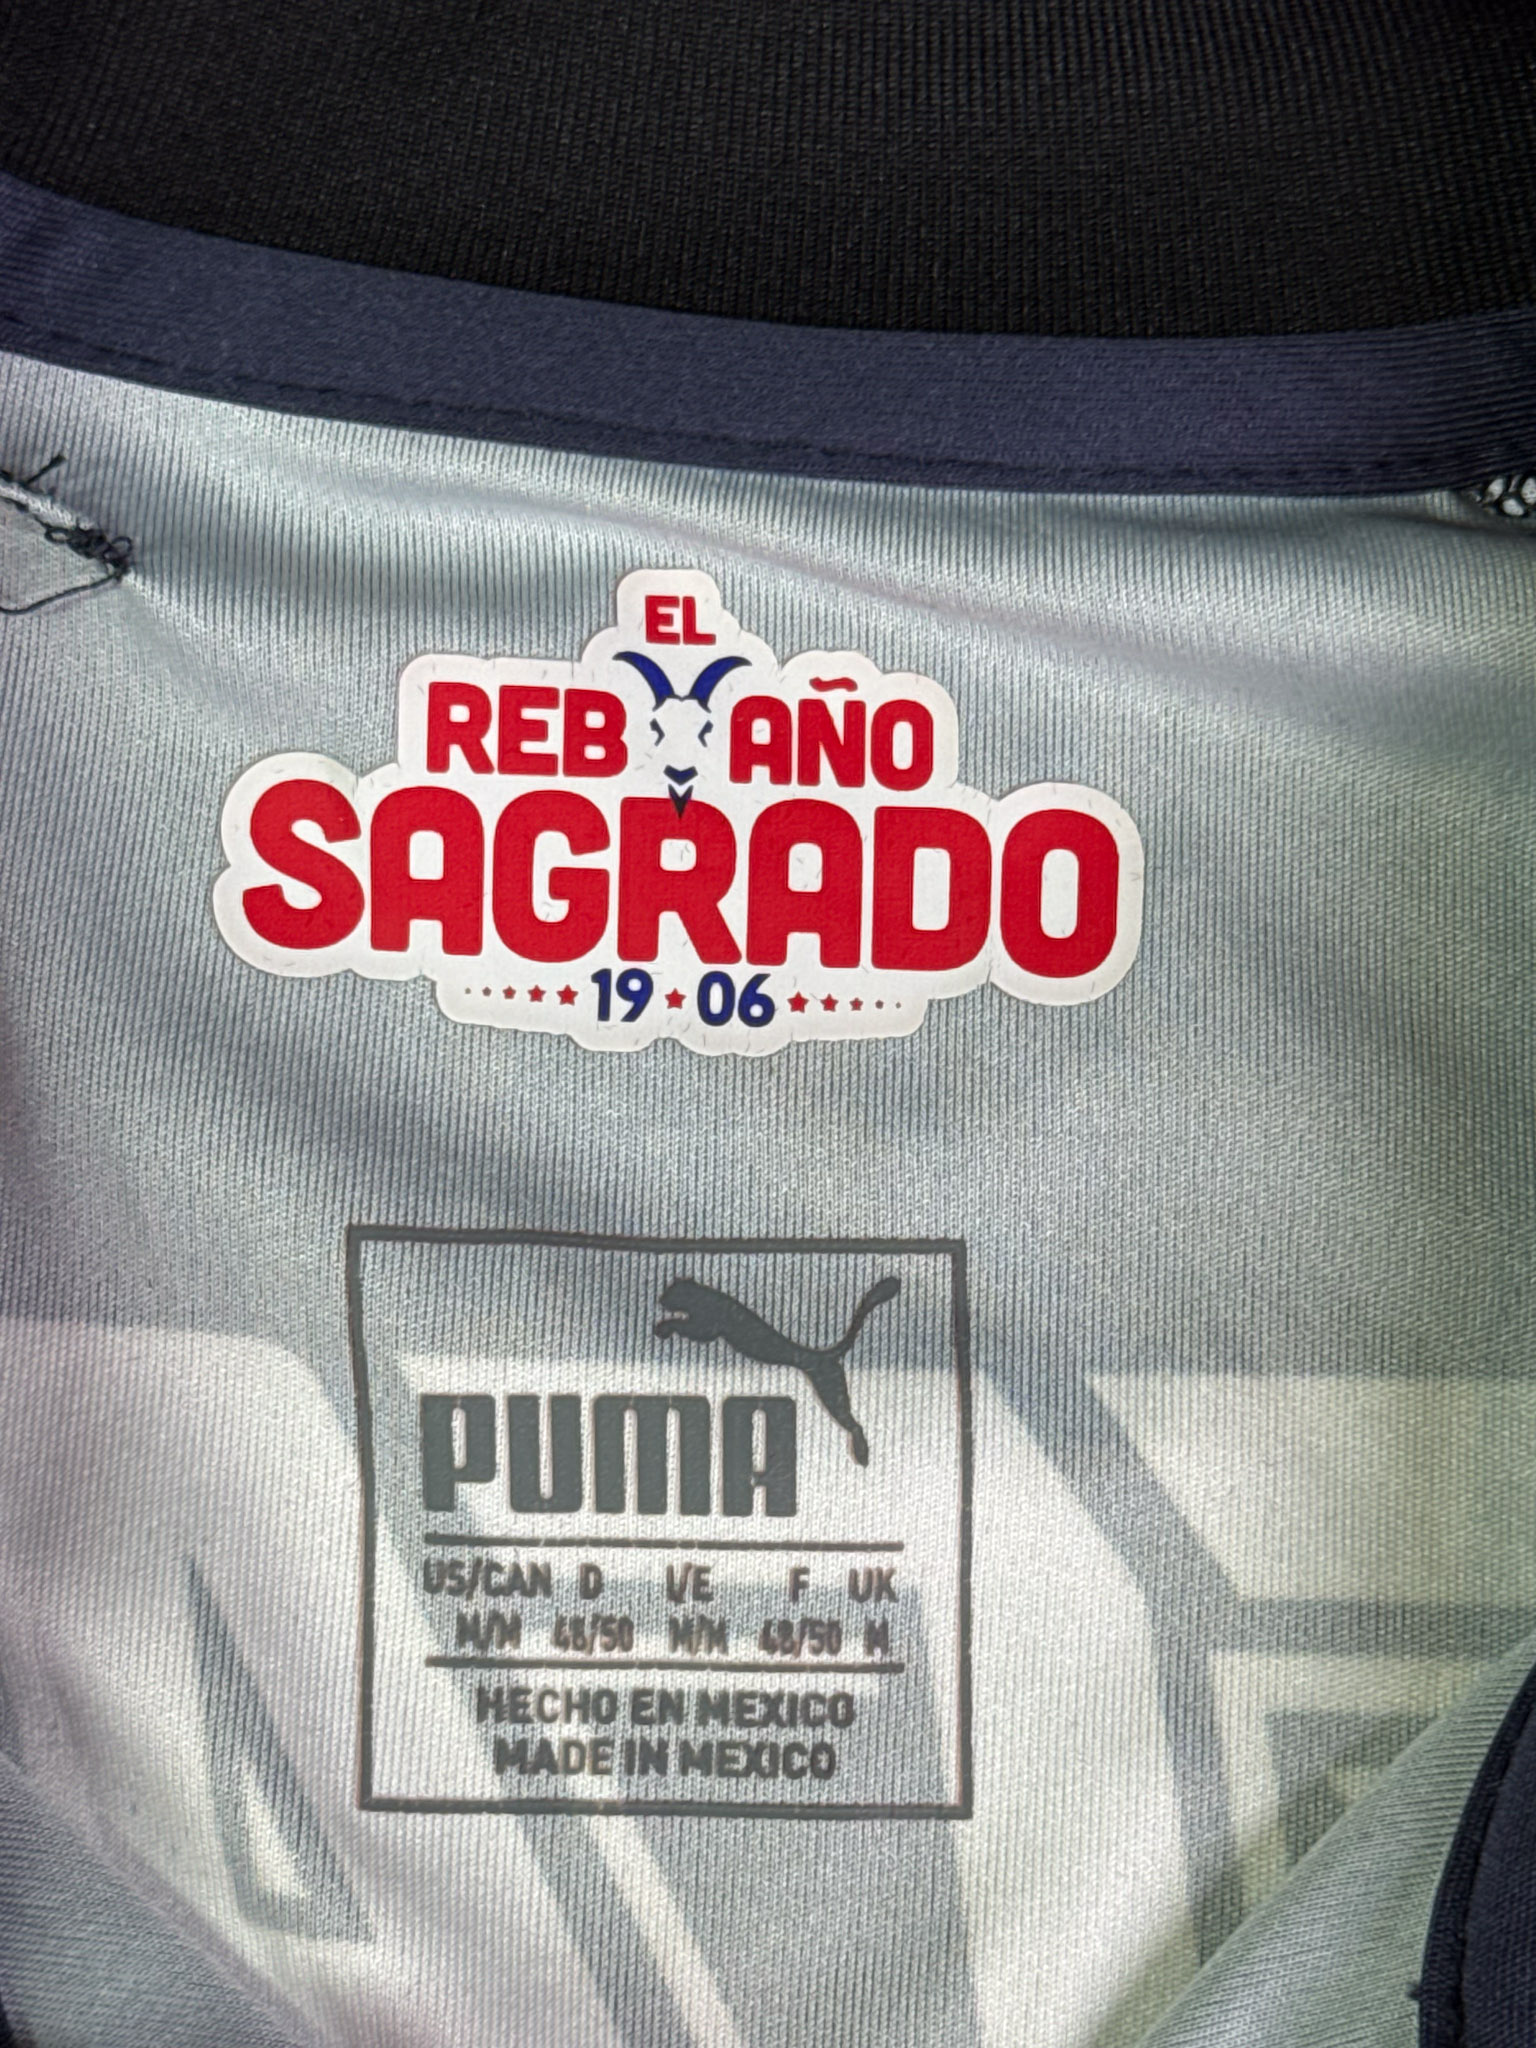 EL
REBAÑO
SAGRADO
19★06
PUMA
US/CAN D I/E F UK
M/M 48/50 M/M 48/50 M
HECHO EN MEXICO
MADE IN MEXICO